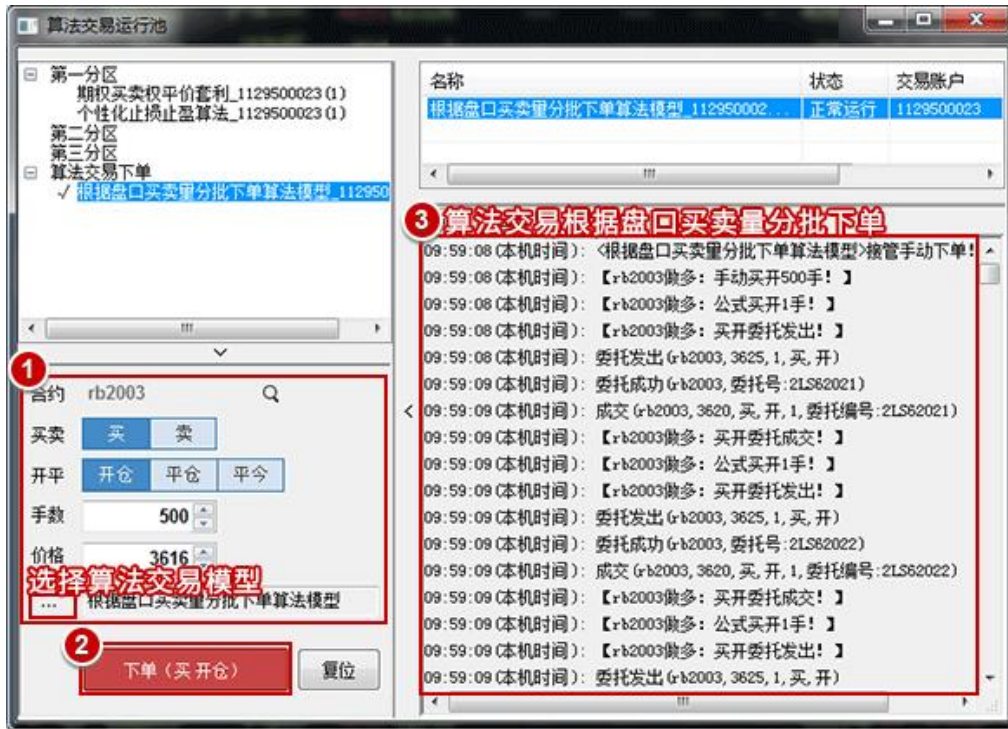 算法交易运行池
第一分区
期权买卖权平价套利_1129500023(1)
个性化止损止盈算法_1129500023(1)
第二分区
第三分区
算法交易下单
✓ 根据盘口买卖量分批下单算法模型_112950
名称 状态 交易账户
根据盘口买卖量分批下单算法模型_112950002... 正常运行 1129500023
1
合约 rb2003
买卖 买 卖
开平 开仓 平仓 平今
手数 500
价格 3616
选择算法交易模型
... 根据盘口买卖量分批下单算法模型
2
下单（买 开仓） 复位
3 算法交易根据盘口买卖量分批下单
09:59:08(本机时间): <根据盘口买卖量分批下单算法模型>接管手动下单!
09:59:08(本机时间): 【rb2003做多: 手动买开500手! 】
09:59:08(本机时间): 【rb2003做多: 公式买开1手! 】
09:59:08(本机时间): 【rb2003做多: 买开委托发出! 】
09:59:08(本机时间): 委托发出(rb2003,3625,1,买,开)
09:59:09(本机时间): 委托成功(rb2003,委托号:2LS62021)
09:59:09(本机时间): 成交(rb2003,3620,买,开,1,委托编号:2LS62021)
09:59:09(本机时间): 【rb2003做多: 买开委托成交! 】
09:59:09(本机时间): 【rb2003做多: 公式买开1手! 】
09:59:09(本机时间): 【rb2003做多: 买开委托发出! 】
09:59:09(本机时间): 委托发出(rb2003,3625,1,买,开)
09:59:09(本机时间): 委托成功(rb2003,委托号:2LS62022)
09:59:09(本机时间): 成交(rb2003,3620,买,开,1,委托编号:2LS62022)
09:59:09(本机时间): 【rb2003做多: 买开委托成交! 】
09:59:09(本机时间): 【rb2003做多: 公式买开1手! 】
09:59:09(本机时间): 【rb2003做多: 买开委托发出! 】
09:59:09(本机时间): 委托发出(rb2003,3625,1,买,开)